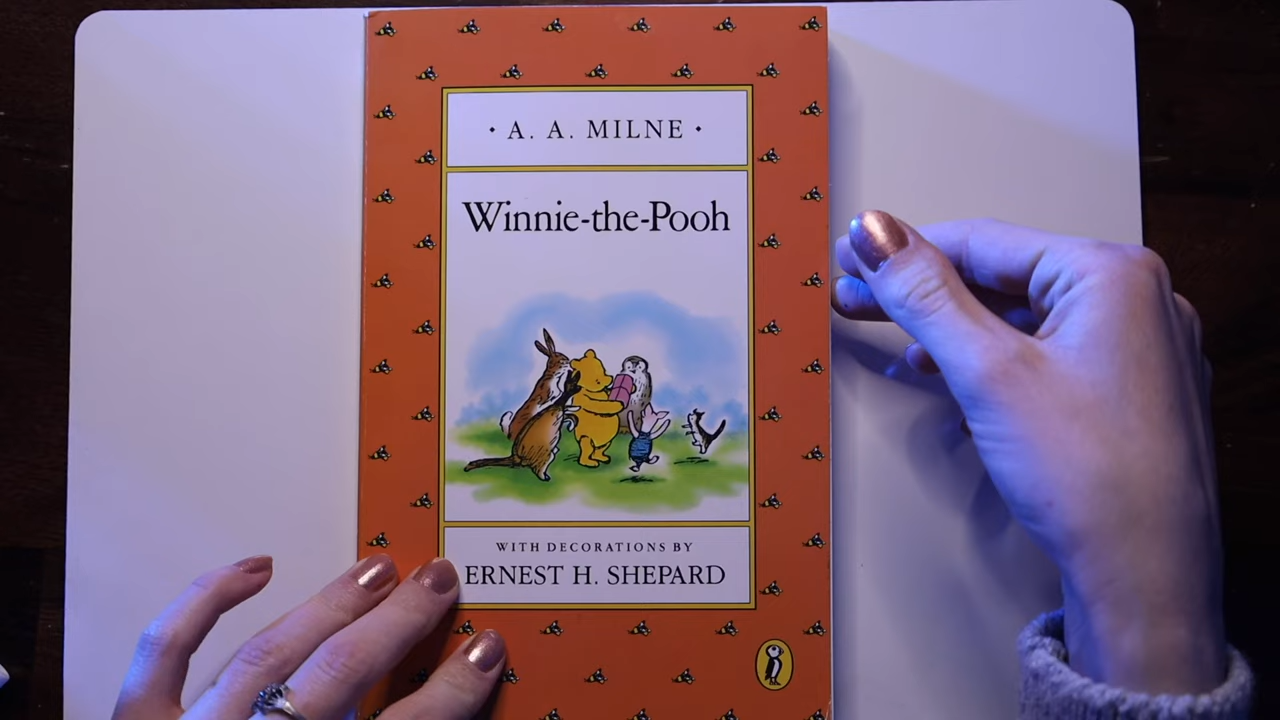 · A. A. MILNE ·
Winnie-the-Pooh
WITH DECORATIONS BY
ERNEST H. SHEPARD